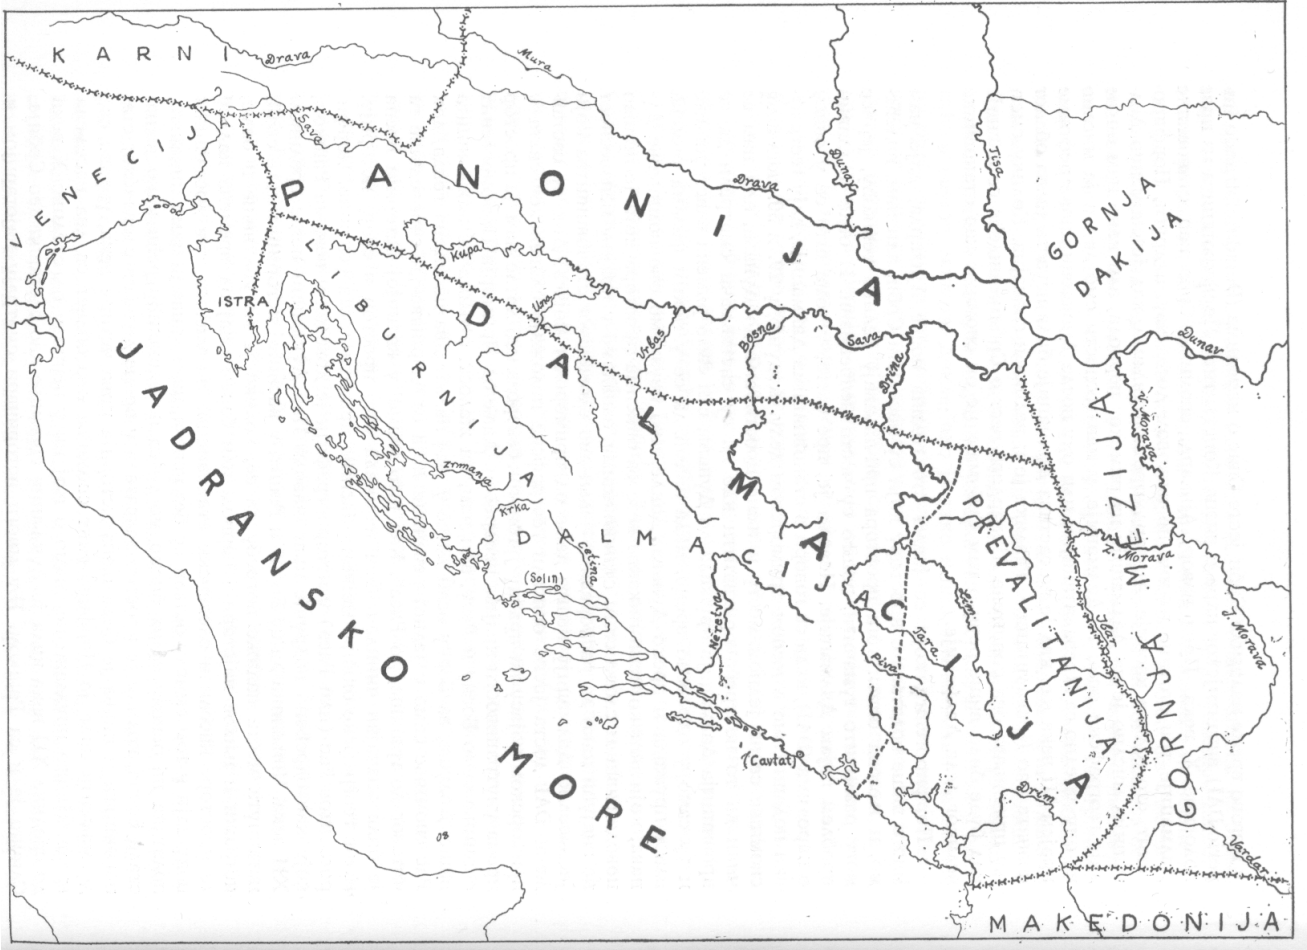 KARNI
Drava
Mura
VENECIJ
Sava
PANONIJA
Drava
Dunav
Tisa
GORNJA
DAKIJA
ISTRA
LIBURNIJA
Kupa
Una
Vrbas
Bosna
Sava
Drina
Dunav
V. Morava
JADRANSKO
MORE
DALMACIJA
Zrmanja
Krka
DALMACIJA
Cetina
(Solin)
Neretva
Piva
Tara
Lim
PREVALITANIJA
Z. Morava
Ibar
J. Morava
GORNJA MEZIJA
(Cavtat)
Drim
Vardar
MAKEDONIJA